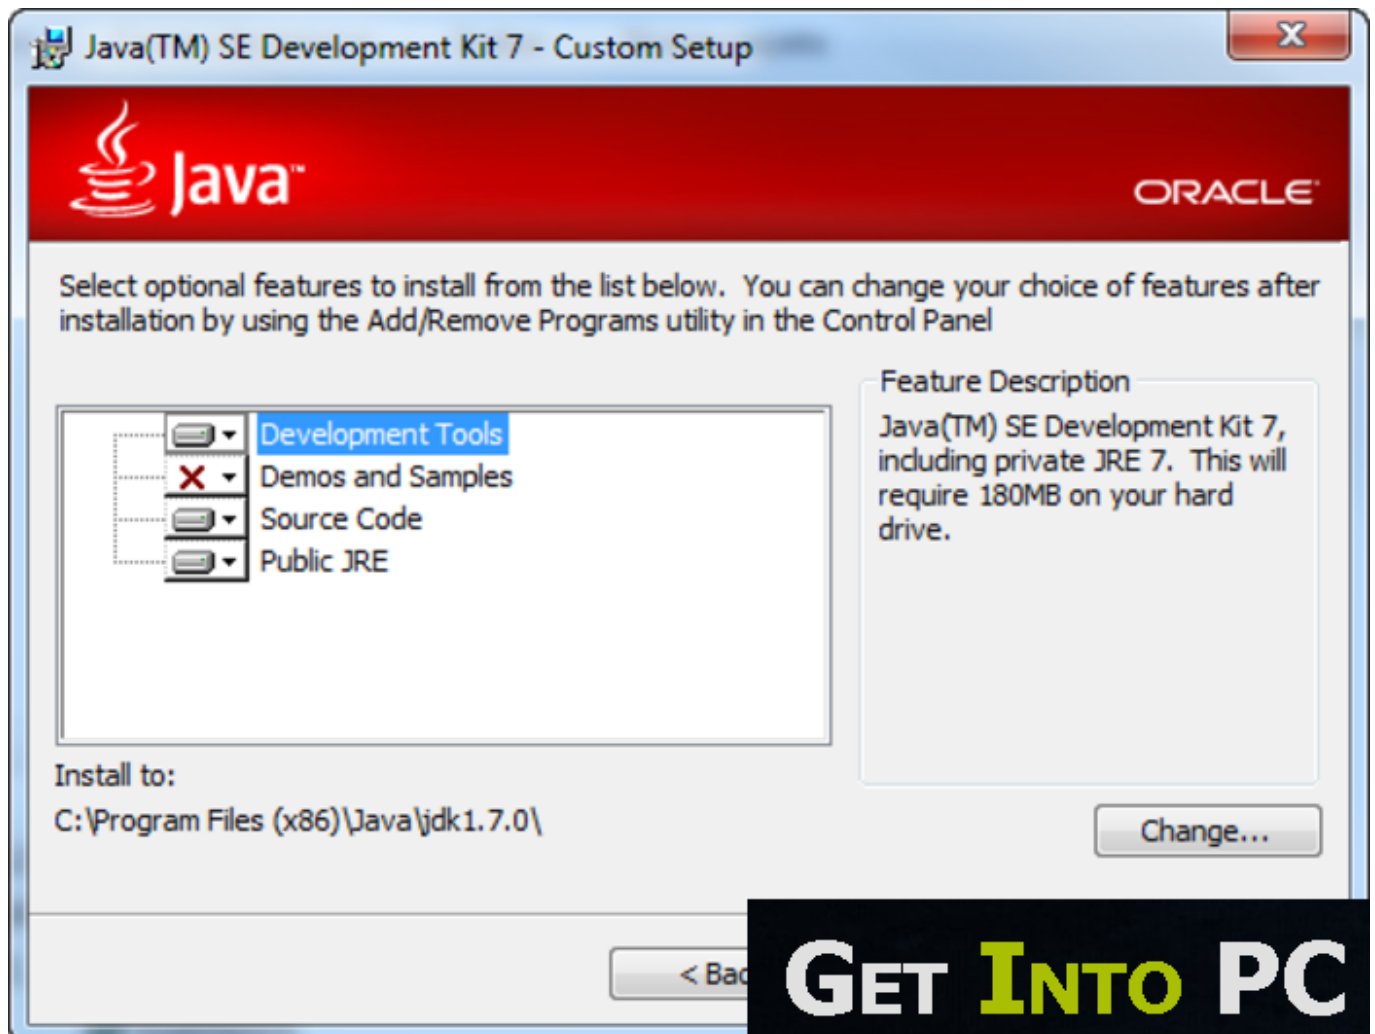 Java(TM) SE Development Kit 7 - Custom Setup
Java™
ORACLE
Select optional features to install from the list below.  You can change your choice of features after
installation by using the Add/Remove Programs utility in the Control Panel
Feature Description
Java(TM) SE Development Kit 7,
including private JRE 7.  This will
require 180MB on your hard
drive.
Development Tools
Demos and Samples
Source Code
Public JRE
Install to:
C:\Program Files (x86)\Java\jdk1.7.0\
Change...
< Bac
GET INTO PC